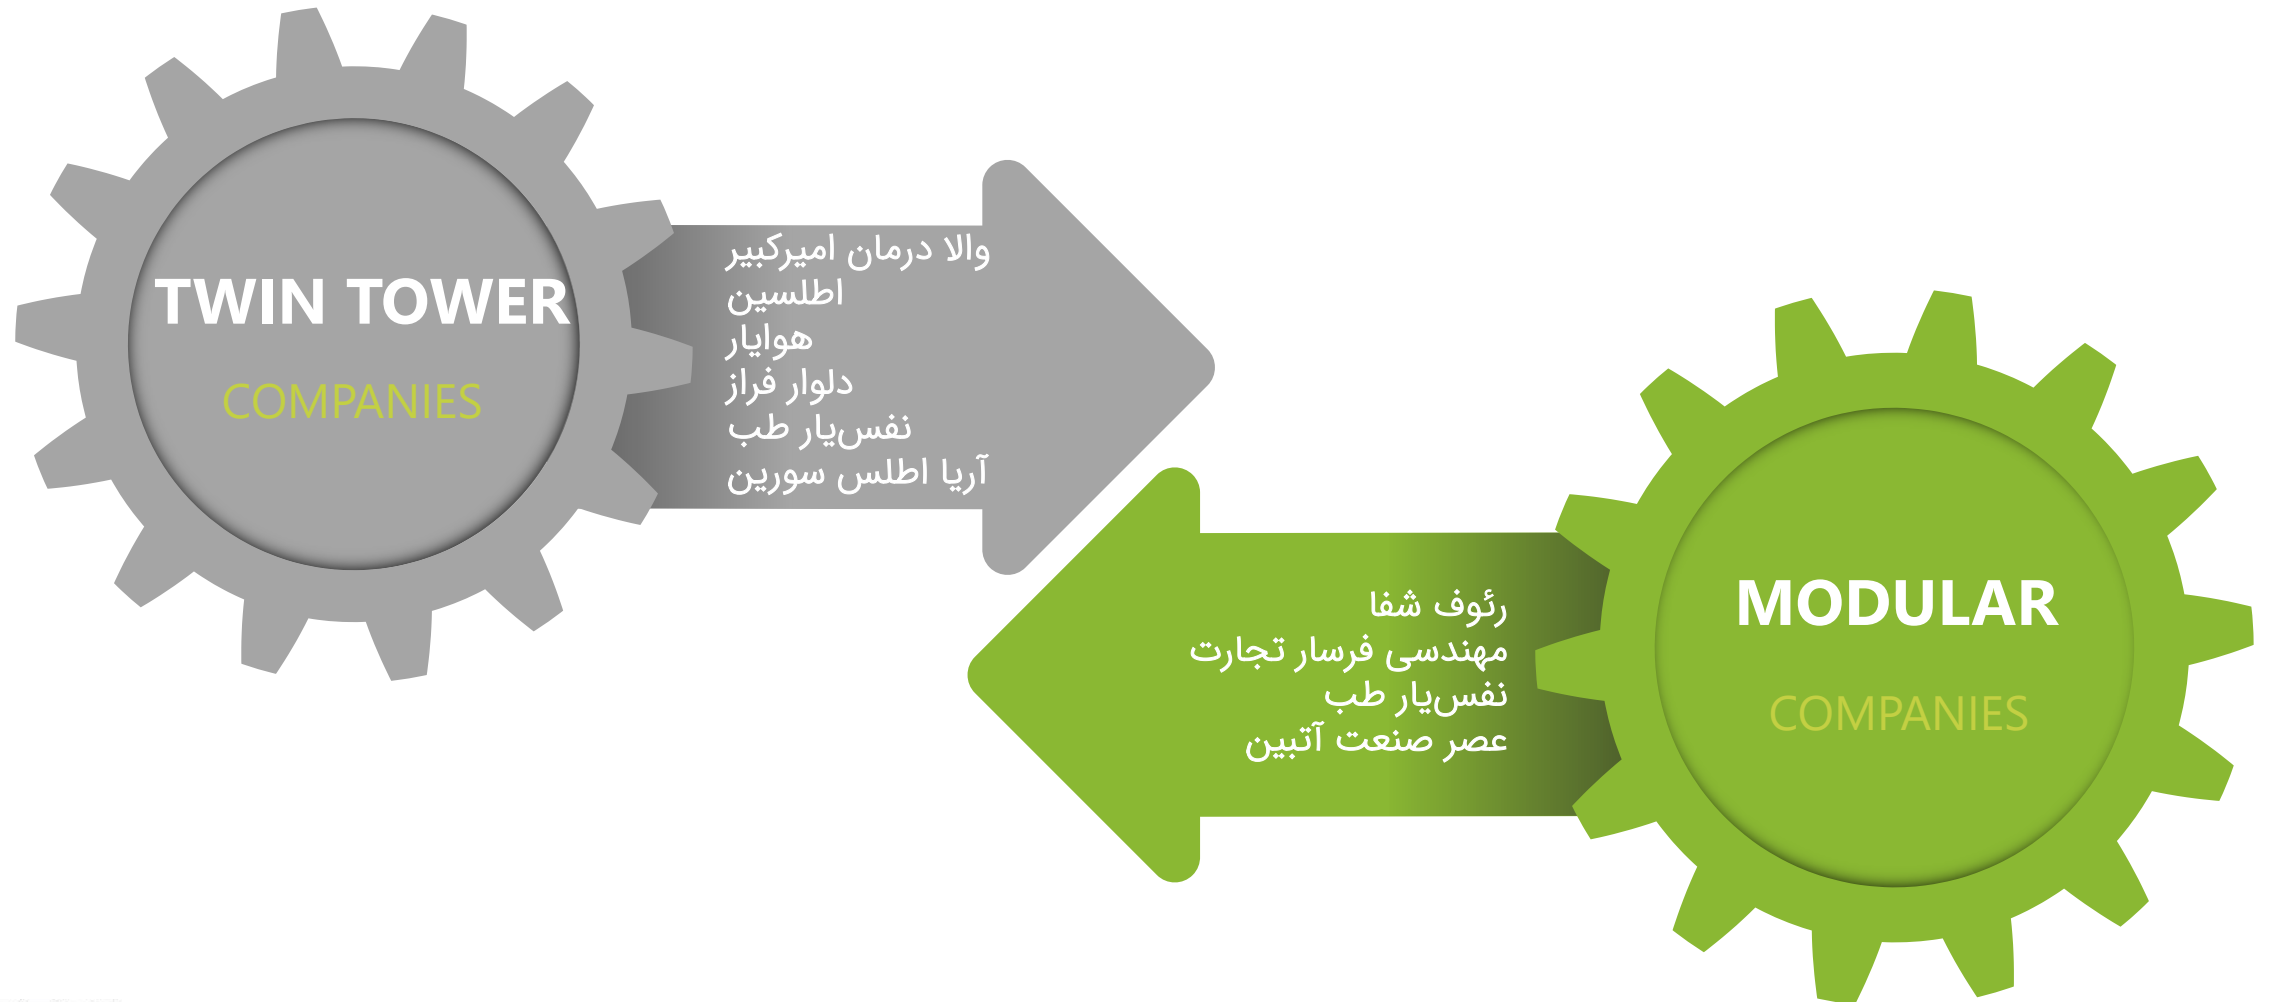 TWIN TOWER
COMPANIES
والا درمان امیرکبیر
اطلسین
هوایار
دلوار فراز
نفس‌یار طب
آریا اطلس سورین
رئوف شفا
مهندسی فرسار تجارت
نفس‌یار طب
عصر صنعت آتبین
MODULAR
COMPANIES